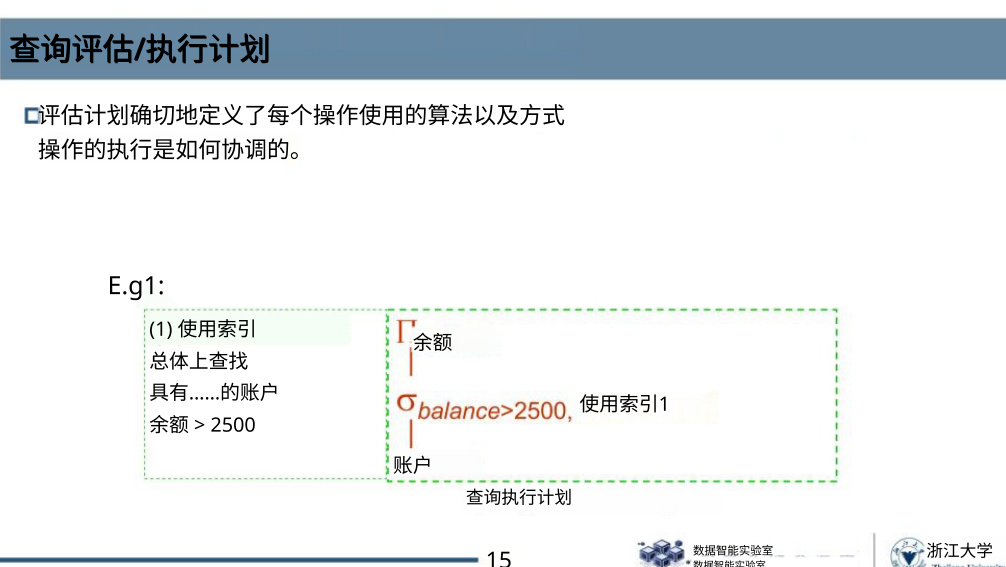 查询评估/执行计划
评估计划确切地定义了每个操作使用的算法以及方式
操作的执行是如何协调的。
E.g1:
(1) 使用索引
总体上查找
具有......的账户
余额 > 2500
Γ余额
σbalance>2500, 使用索引1
账户
查询执行计划
15
数据智能实验室
数据智能实验室
浙江大学